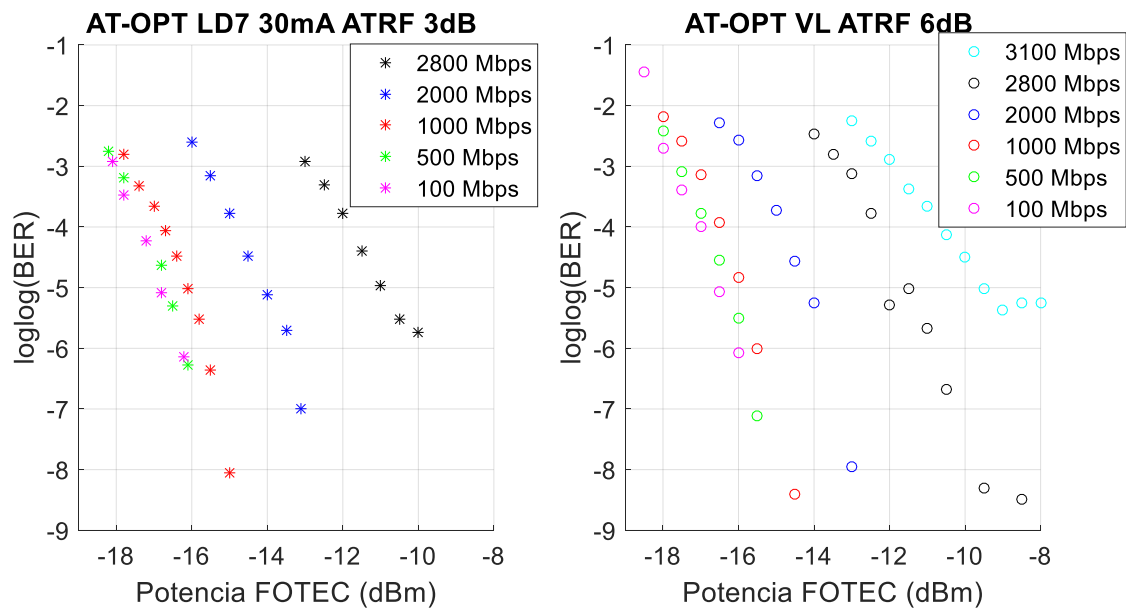 AT-OPT LD7 30mA ATRF 3dB
2800 Mbps
2000 Mbps
1000 Mbps
500 Mbps
100 Mbps
loglog(BER)
-1
-2
-3
-4
-5
-6
-7
-8
-9
-18
-16
-14
-12
-10
-8
Potencia FOTEC (dBm)
AT-OPT VL ATRF 6dB
3100 Mbps
2800 Mbps
2000 Mbps
1000 Mbps
500 Mbps
100 Mbps
loglog(BER)
-1
-2
-3
-4
-5
-6
-7
-8
-9
-18
-16
-14
-12
-10
-8
Potencia FOTEC (dBm)